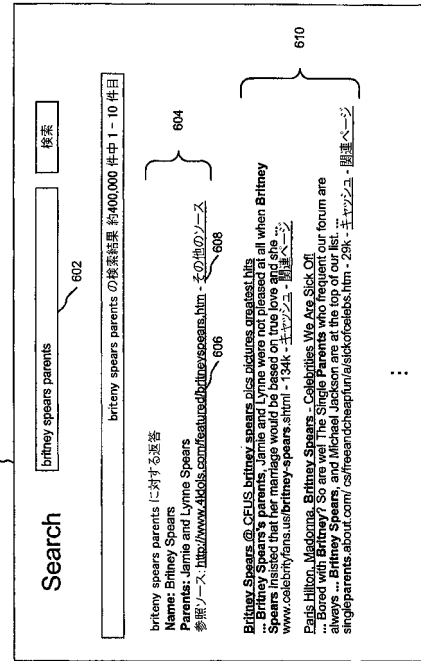 Search
britney spears parents
検索
602
briteny spears parents の検索結果 約400,000 件中 1 - 10 件目
briteny spears parents に対する返答
Name: Britney Spears
Parents: Jamie and Lynne Spears
参照ソース: http://www.4idols.com/featured/britneyspears.htm - その他のソース
604
606
608
Britney Spears @ CFUS britney spears pics pictures greatest hits
... Britney Spears's parents, Jamie and Lynne were not pleased at all when Britney
Spears insisted that her marriage would be based on true love and she ...
www.celebrityfans.us/britney-spears.shtml - 134k - キャッシュ - 関連ページ
Paris Hilton, Madonna, Britney Spears - Celebrities We Are Sick Of!
... Bored with Britney? So are we! The Single Parents who frequent our forum are
always ... Britney Spears, and Michael Jackson are at the top of our list. ...
singleparents.about.com/ cs/freeandcheapfun/a/sickofcelebs.htm - 29k - キャッシュ - 関連ページ
610